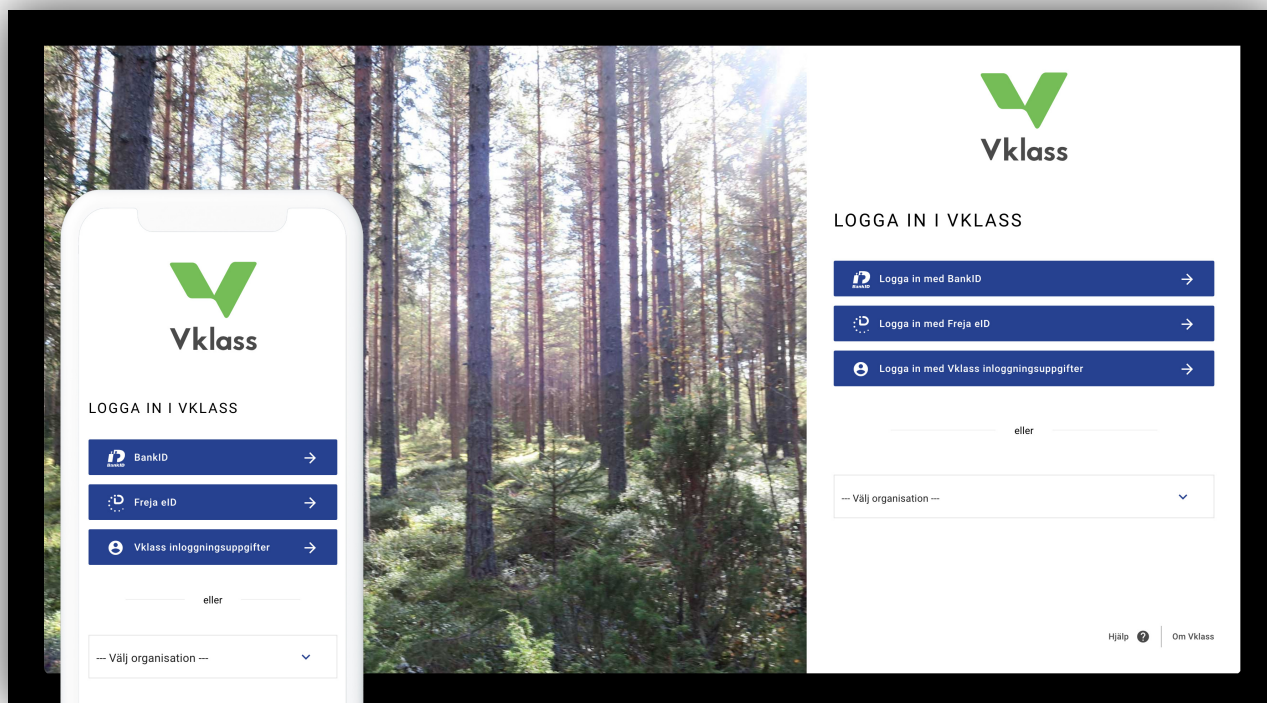 Vklass
LOGGA IN I VKLASS
BankID
BankID
Freja eID
Vklass inloggningsuppgifter
eller
--- Välj organisation ---
Vklass
LOGGA IN I VKLASS
BankID
Logga in med BankID
Logga in med Freja eID
Logga in med Vklass inloggningsuppgifter
eller
--- Välj organisation ---
Hjälp ?
Om Vklass